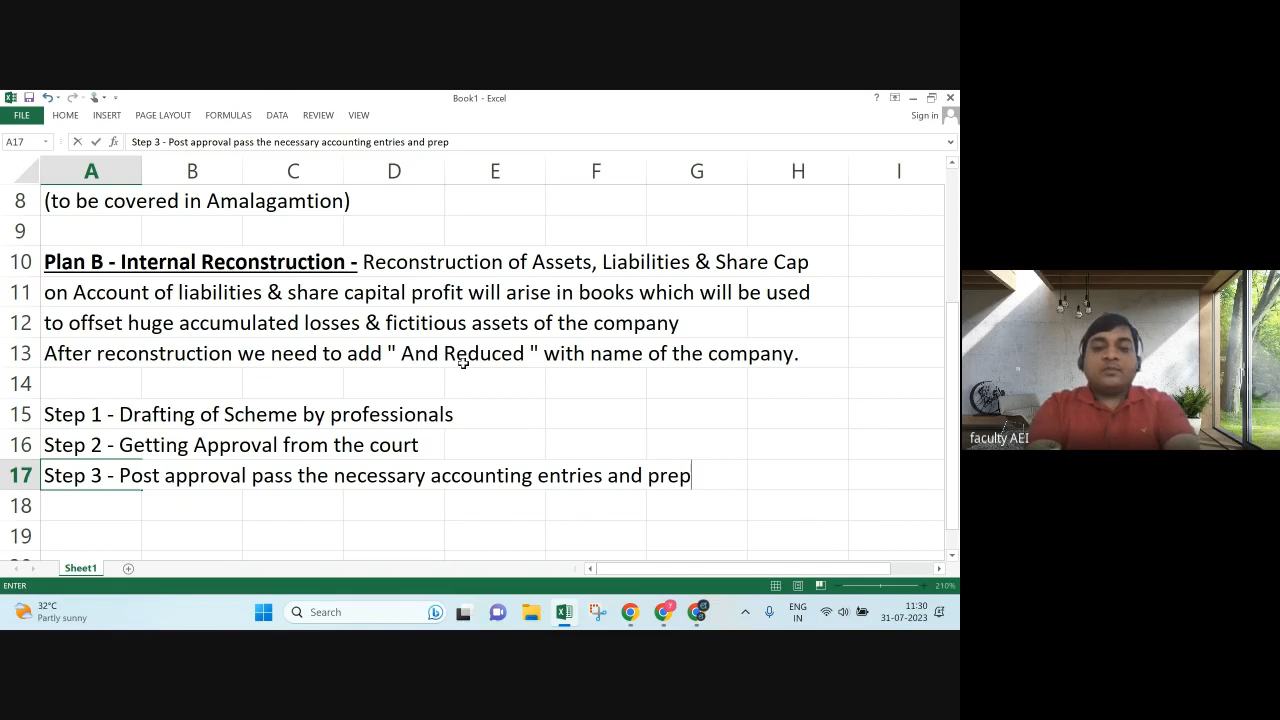 Book1 - Excel
FILE HOME INSERT PAGE LAYOUT FORMULAS DATA REVIEW VIEW Sign in
A17 fx Step 3 - Post approval pass the necessary accounting entries and prep
A B C D E F G H I
8 (to be covered in Amalagamtion)
9
10 Plan B - Internal Reconstruction - Reconstruction of Assets, Liabilities & Share Cap
11 on Account of liabilities & share capital profit will arise in books which will be used
12 to offset huge accumulated losses & fictitious assets of the company
13 After reconstruction we need to add " And Reduced " with name of the company.
14
15 Step 1 - Drafting of Scheme by professionals
16 Step 2 - Getting Approval from the court
17 Step 3 - Post approval pass the necessary accounting entries and prep
18
19
faculty AEI
Sheet1
ENTER 210%
32°C
Partly sunny
Search
7
ENG
IN
11:30
31-07-2023